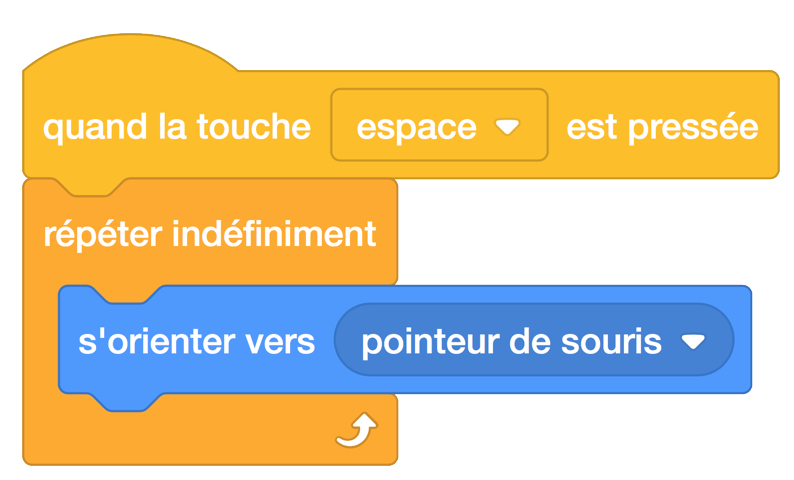 quand la touche espace est pressée
répéter indéfiniment
s'orienter vers pointeur de souris